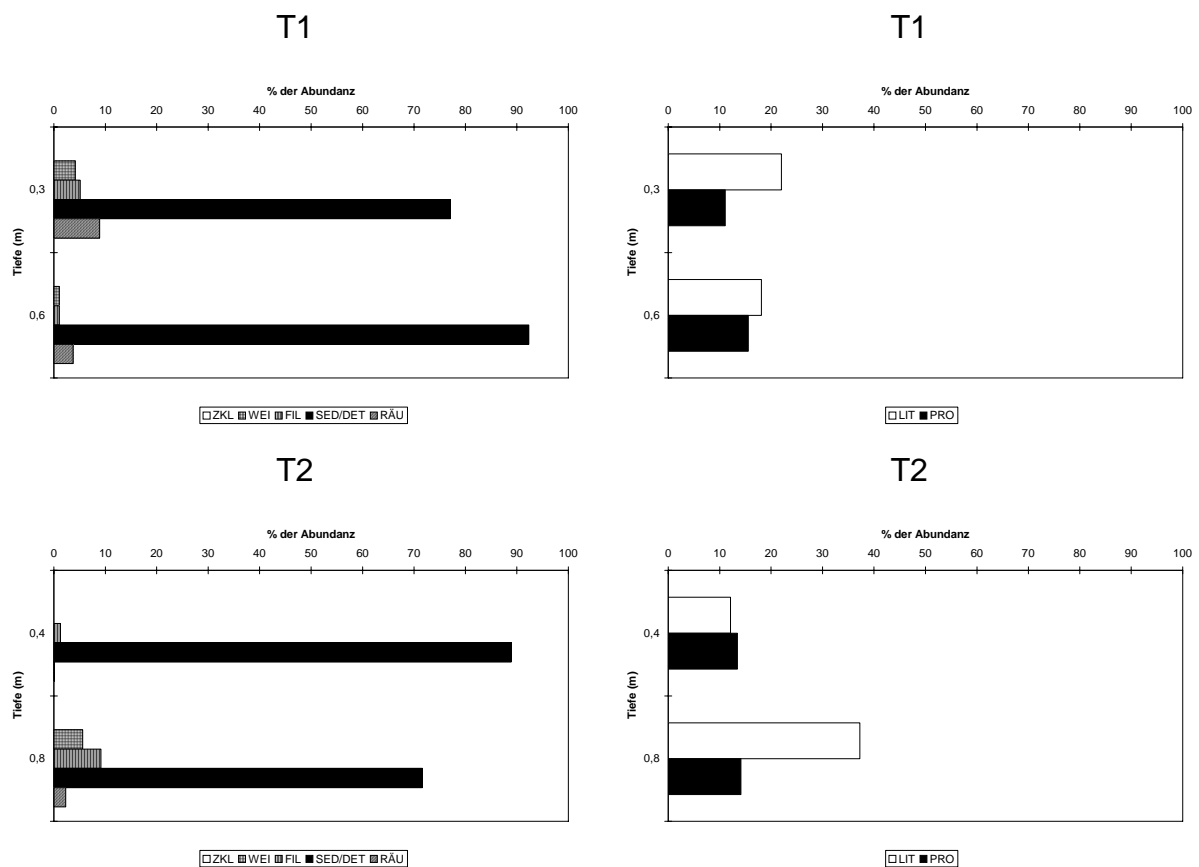 T1
% der Abundanz
0 10 20 30 40 50 60 70 80 90 100
0,3
0,6
Tiefe (m)
ZKL WEI FIL SED/DET RÄU
T1
% der Abundanz
0 10 20 30 40 50 60 70 80 90 100
0,3
0,6
Tiefe (m)
LIT PRO
T2
% der Abundanz
0 10 20 30 40 50 60 70 80 90 100
0,4
0,8
Tiefe (m)
ZKL WEI FIL SED/DET RÄU
T2
% der Abundanz
0 10 20 30 40 50 60 70 80 90 100
0,4
0,8
Tiefe (m)
LIT PRO